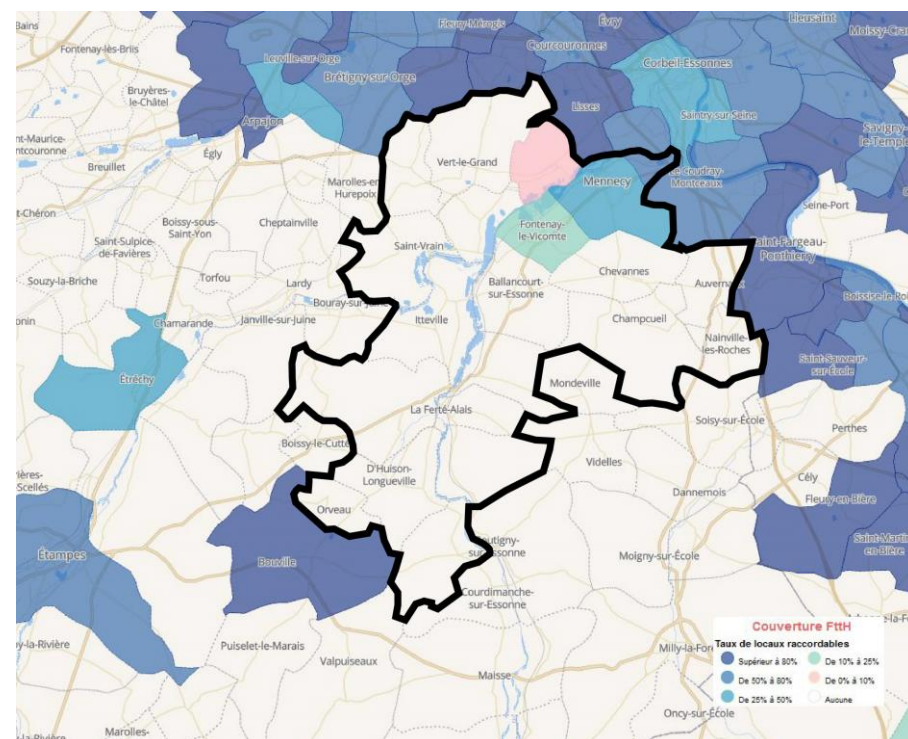 Bains
Fleury-Mérogis
Évry
Lieusaint
Moissy-Cra
Fontenay-lès-Briis
Leuville-sur-Orge
Courcouronnes
Corbeil-Essonnes
Brétigny-sur-Orge
Bruyères-
le-Châtel
Lisses
Saintry-sur-Seine
Arpajon
Savigny-
le-Temple
nt-Maurice-
ntcouronne
Égly
Vert-le-Grand
Breuillet
Marolles-en-
Hurepoix
Mennecy
Le Coudray-
Montceaux
t-Chéron
Boissy-sous-
Saint-Yon
Cheptainville
Fontenay-
le-Vicomte
Seine-Port
Saint-Sulpice-
de-Favières
Saint-Vrain
Saint-Fargeau-
Ponthierry
Souzy-la-Briche
Torfou
Lardy
Ballancourt-
sur-Essonne
Chevannes
Auvernaux
Boissise-le-Roi
onin
Chamarande
Janville-sur-Juine
Bouray-sur-Juine
Itteville
Champcueil
Nainville-
les-Roches
Saint-Sauveur-
sur-École
Étréchy
Mondeville
La Ferté-Alais
Soisy-sur-École
Perthes
Boissy-le-Cutté
ières-
Scellés
D'Huison-
Longueville
Videlles
Cély
Dannemois
Fleury-en-Bière
Orveau
Étampes
Bouville
Boutigny-
sur-Essonne
Moigny-sur-École
Saint-Martin-
en-Bière
Courdimanche-
sur-Essonne
oy-la-Rivière
Puiselet-le-Marais
Valpuiseaux
Maisse
Milly-la-Forê
Oncy-sur-École
Marolles-
Couverture FttH
Taux de locaux raccordables
Supérieur à 80%
De 10% à 25%
De 50% à 80%
De 0% à 10%
De 25% à 50%
Aucune